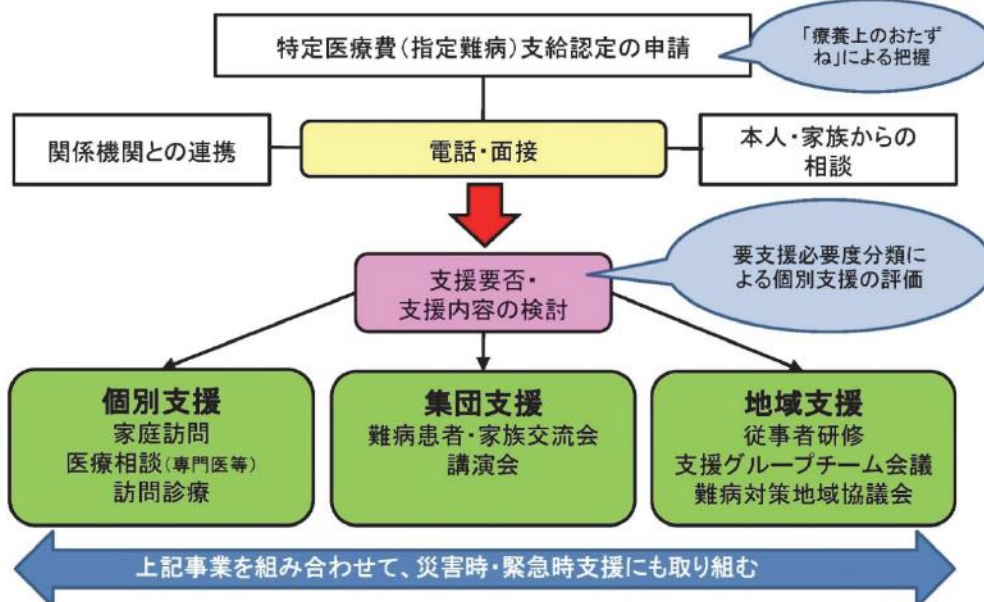 特定医療費(指定難病)支給認定の申請
「療養上のおたず
ね」による把握
関係機関との連携
電話・面接
本人・家族からの
相談
支援要否・
支援内容の検討
要支援必要度分類に
よる個別支援の評価
個別支援
家庭訪問
医療相談(専門医等)
訪問診療
集団支援
難病患者・家族交流会
講演会
地域支援
従事者研修
支援グループチーム会議
難病対策地域協議会
上記事業を組み合わせて、災害時・緊急時支援にも取り組む